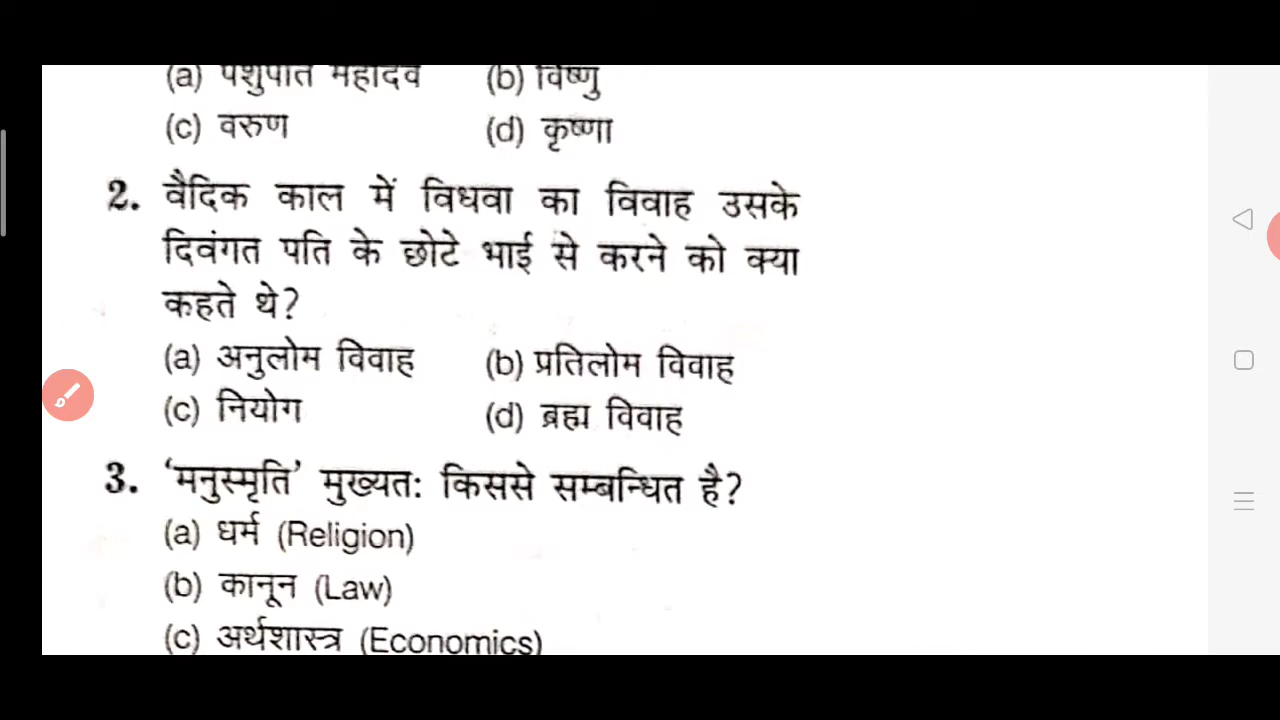 (a) पशुपति महादेव (b) विष्णु
(c) वरुण (d) कृष्णा
2. वैदिक काल में विधवा का विवाह उसके
दिवंगत पति के छोटे भाई से करने को क्या
कहते थे?
(a) अनुलोम विवाह (b) प्रतिलोम विवाह
(c) नियोग (d) ब्रह्म विवाह
3. ‘मनुस्मृति’ मुख्यतः किससे सम्बन्धित है?
(a) धर्म (Religion)
(b) कानून (Law)
(c) अर्थशास्त्र (Economics)